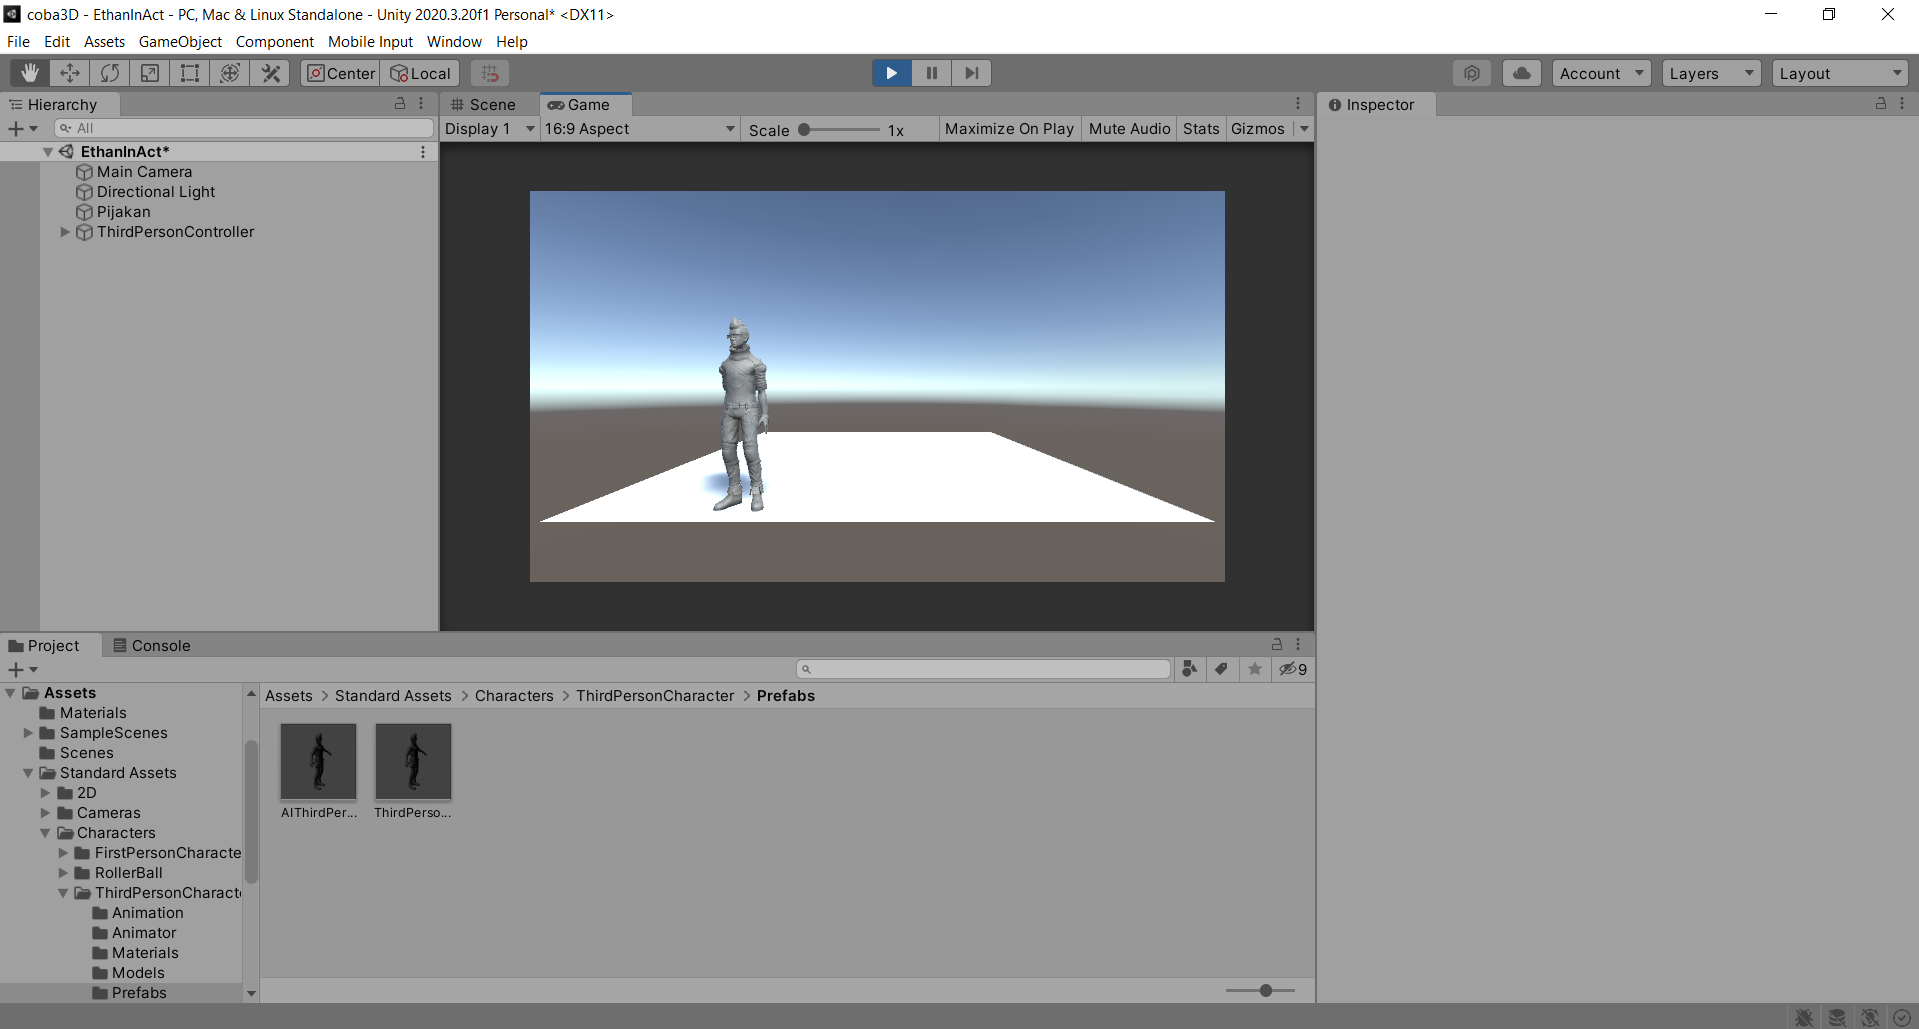 coba3D - EthanInAct - PC, Mac & Linux Standalone - Unity 2020.3.20f1 Personal* <DX11>
File Edit Assets GameObject Component Mobile Input Window Help
Center Local Account Layers Layout
Hierarchy
All
EthanInAct*
Main Camera
Directional Light
Pijakan
ThirdPersonController
Scene Game
Display 1 16:9 Aspect Scale 1x Maximize On Play Mute Audio Stats Gizmos
Inspector
Project Console
9
Assets
Materials
SampleScenes
Scenes
Standard Assets
2D
Cameras
Characters
FirstPersonCharacte
RollerBall
ThirdPersonCharact
Animation
Animator
Materials
Models
Prefabs
Assets > Standard Assets > Characters > ThirdPersonCharacter > Prefabs
AIThirdPer... ThirdPerso...